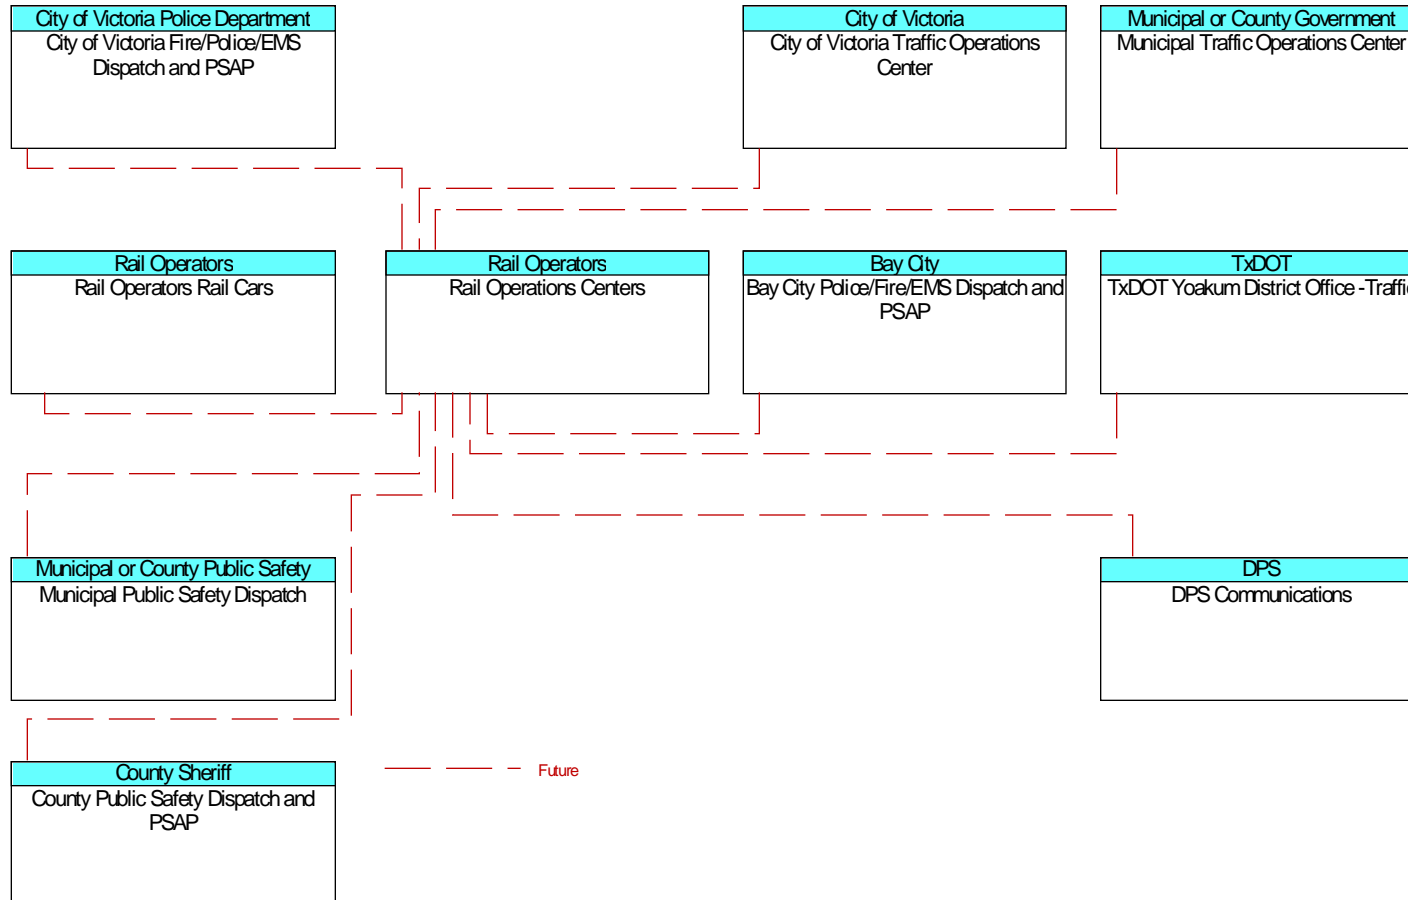 City of Victoria Police Department
City of Victoria Fire/Police/EMS
Dispatch and PSAP
City of Victoria
City of Victoria Traffic Operations
Center
Municipal or County Government
Municipal Traffic Operations Center
Rail Operators
Rail Operators Rail Cars
Rail Operators
Rail Operations Centers
Bay City
Bay City Police/Fire/EMS Dispatch and
PSAP
TxDOT
TxDOT Yoakum District Office - Traffi
Municipal or County Public Safety
Municipal Public Safety Dispatch
DPS
DPS Communications
County Sheriff
County Public Safety Dispatch and
PSAP
Future